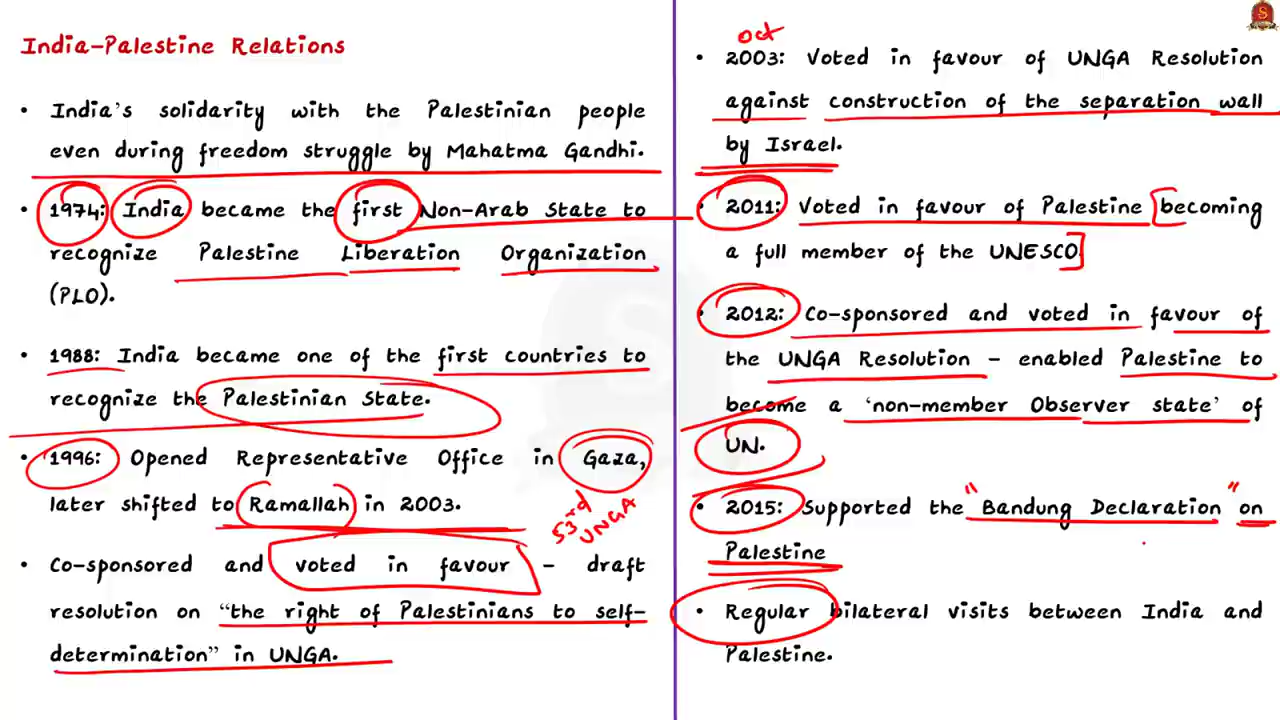 India-Palestine Relations
• India's solidarity with the Palestinian people
even during freedom struggle by Mahatma Gandhi.
• 1974: India became the first Non-Arab State to
recognize Palestine Liberation Organization
(PLO).
• 1988: India became one of the first countries to
recognize the Palestinian State.
• 1996: Opened Representative Office in Gaza,
later shifted to Ramallah in 2003.
53rd
UNGA
• Co-sponsored and voted in favour - draft
resolution on "the right of Palestinians to self-
determination" in UNGA.
oct
• 2003: Voted in favour of UNGA Resolution
against construction of the separation wall
by Israel.
• 2011: Voted in favour of Palestine [becoming
a full member of the UNESCO]
• 2012: Co-sponsored and voted in favour of
the UNGA Resolution - enabled Palestine to
become a 'non-member Observer state' of
UN.
• 2015: Supported the "Bandung Declaration" on
Palestine
• Regular bilateral visits between India and
Palestine.
S